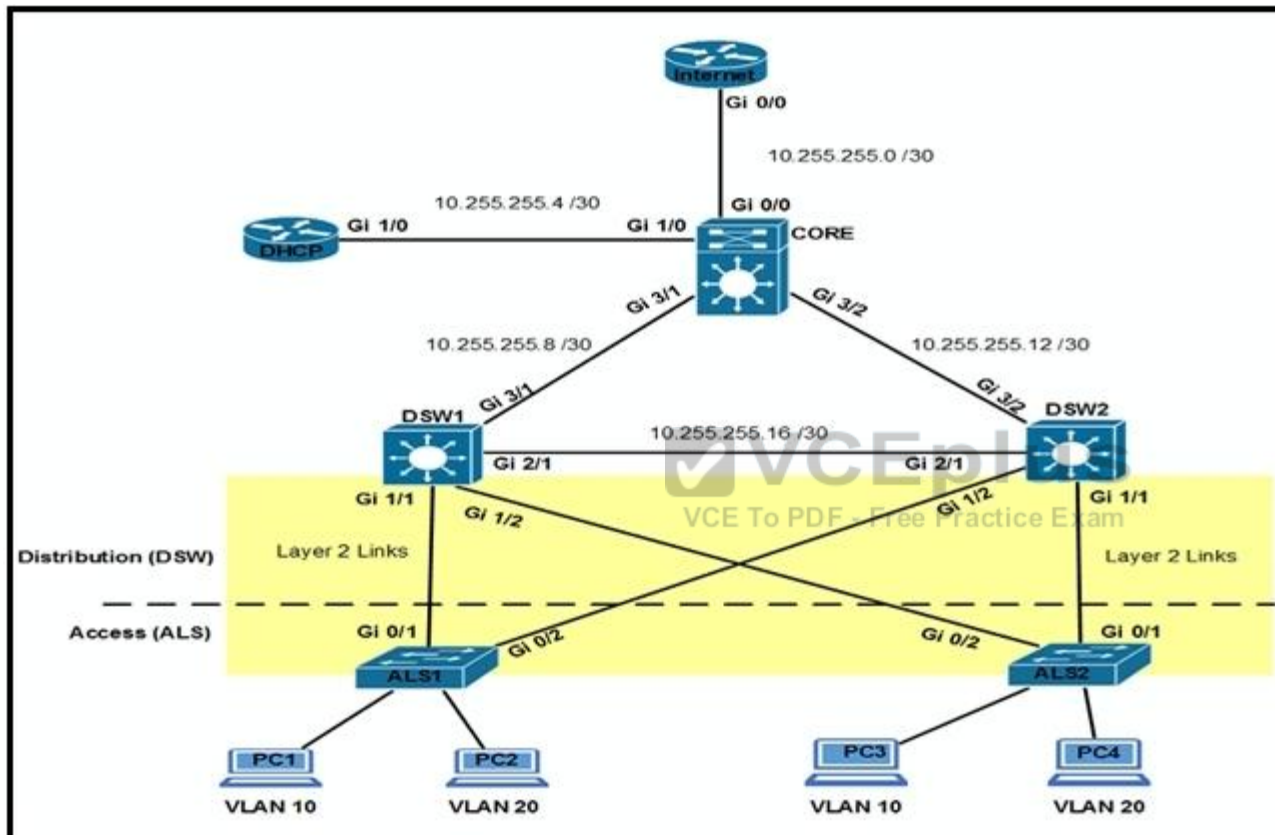 Internet
Gi 0/0
10.255.255.0 /30
10.255.255.4 /30
Gi 0/0
Gi 1/0
Gi 1/0
CORE
DHCP
Gi 3/1
Gi 3/2
10.255.255.8 /30
10.255.255.12 /30
Gi 3/1
Gi 3/2
DSW1
DSW2
10.255.255.16 /30
VCEplus
Gi 2/1
Gi 2/1
Gi 1/1
Gi 1/2
Gi 1/2
Gi 1/1
VCE To PDF - Free Practice Exam
Distribution (DSW)
Layer 2 Links
Layer 2 Links
Access (ALS)
Gi 0/1
Gi 0/2
Gi 0/2
Gi 0/1
ALS1
ALS2
PC1
PC2
PC3
PC4
VLAN 10
VLAN 20
VLAN 10
VLAN 20